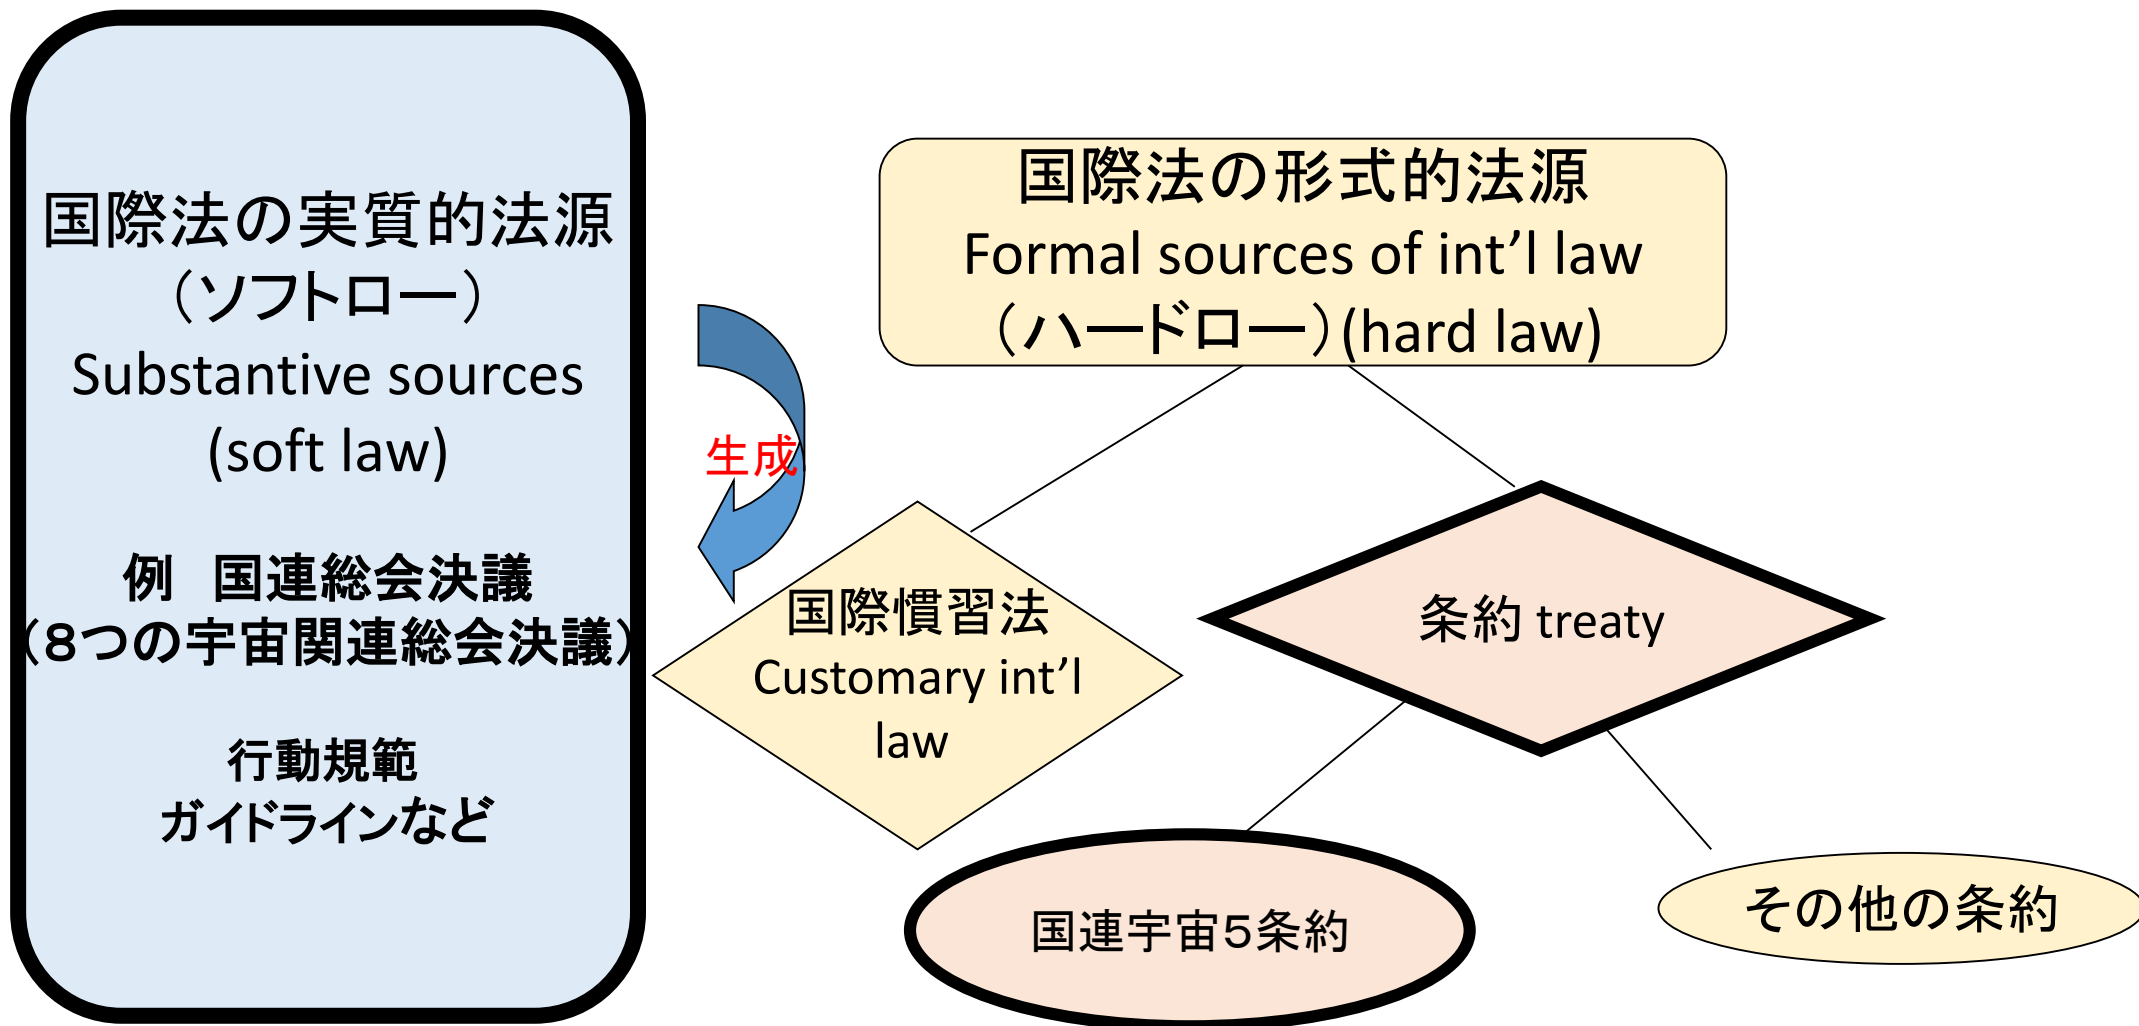 国際法の実質的法源
（ソフトロー）
Substantive sources
(soft law)
例　国連総会決議
（８つの宇宙関連総会決議）
行動規範
ガイドラインなど
生成
国際法の形式的法源
Formal sources of int’l law
（ハードロー）(hard law)
国際慣習法
Customary int’l
law
条約 treaty
国連宇宙５条約
その他の条約